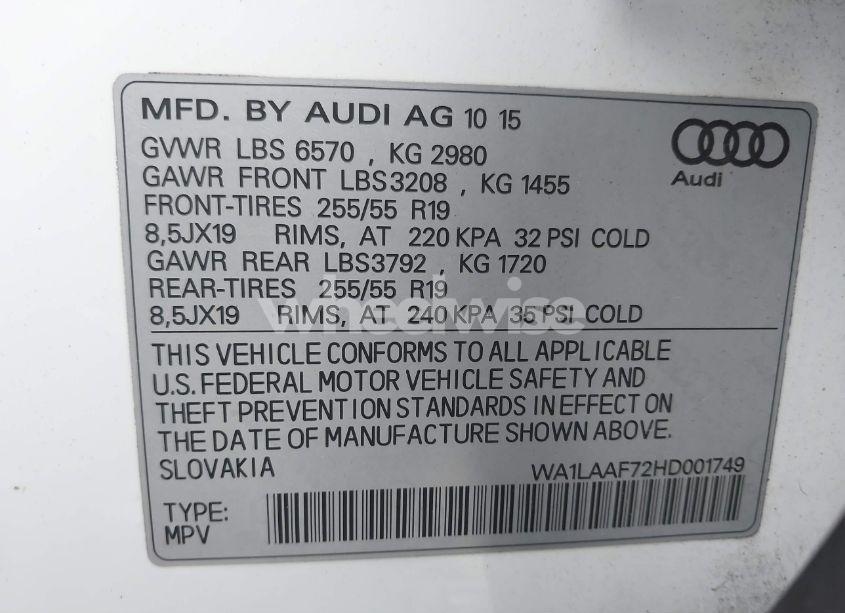 MFD. BY AUDI AG 10 15
GVWR LBS 6570 , KG 2980
GAWR FRONT LBS3208 , KG 1455
FRONT-TIRES 255/55 R19
8,5JX19 RIMS, AT 220 KPA 32 PSI COLD
GAWR REAR LBS3792 , KG 1720
REAR-TIRES 255/55 R19
8,5JX19 RIMS, AT 240 KPA 35 PSI COLD
Audi
wheelwise
THIS VEHICLE CONFORMS TO ALL APPLICABLE
U.S. FEDERAL MOTOR VEHICLE SAFETY AND
THEFT PREVENTION STANDARDS IN EFFECT ON
THE DATE OF MANUFACTURE SHOWN ABOVE.
SLOVAKIA WA1LAAF72HD001749
TYPE:
MPV